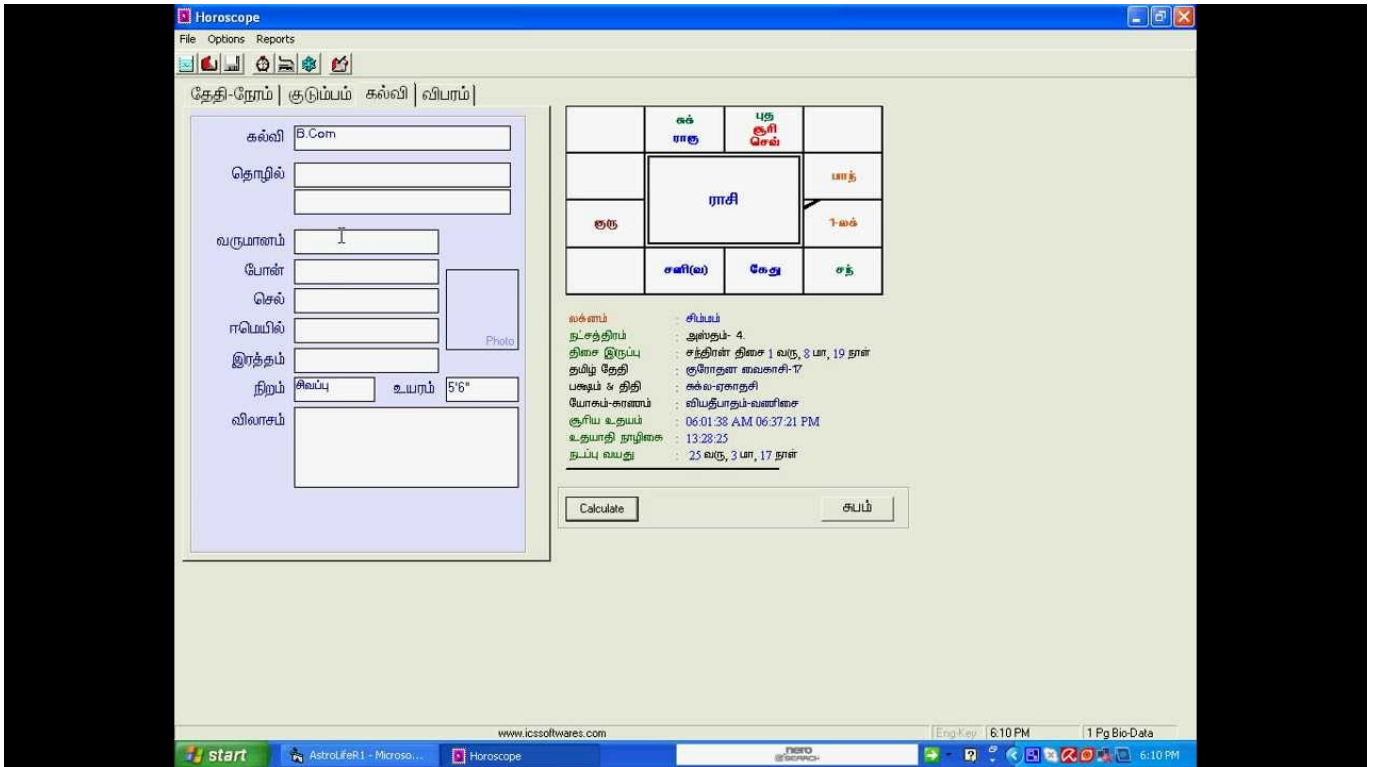 Horoscope
File Options Reports
தேதி-நேரம் குடும்பம் கல்வி விபரம்
கல்வி B.Com
தொழில்
வருமானம்
போன்
செல்
ஈமெயில்
Photo
இரத்தம்
நிறம் சிவப்பு உயரம் 5'6"
விலாசம்
சுக் ராகு
புத சூரி செவ்
மாந்
ராசி
குரு
1-லக்
சனி(வ) கேது சந்
லக்னம் : சிம்மம்
நட்சத்திரம் : அஸ்தம்- 4.
திசை இருப்பு : சந்திரன் திசை 1 வரு, 8 மா, 19 நாள்
தமிழ் தேதி : குரோதன வைகாசி-17
பக்ஷம் & திதி : சுக்ல-ஏகாதசி
யோகம்-கரணம் : வியதீபாதம்-வணிசை
சூரிய உதயம் : 06:01:38 AM 06:37:21 PM
உதயாதி நாழிகை : 13:28:25
நடப்பு வயது : 25 வரு, 3 மா, 17 நாள்
Calculate சுபம்
www.icssoftwares.com Eng-Key 6:10 PM 1 Pg Bio-Data
start AstroLifeR1 - Microso... Horoscope nero SEARCH 6:10 PM